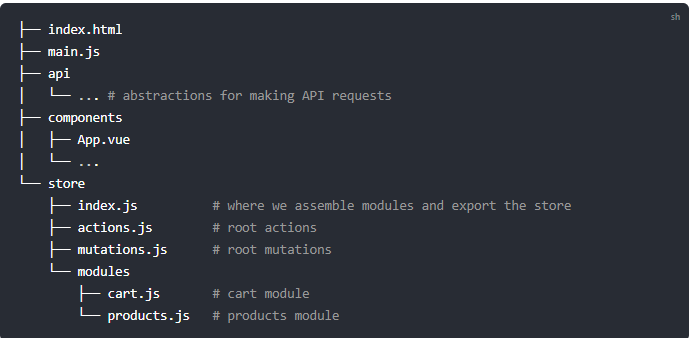 sh
├── index.html
├── main.js
├── api
│   └── ... # abstractions for making API requests
├── components
│   ├── App.vue
│   └── ...
└── store
    ├── index.js          # where we assemble modules and export the store
    ├── actions.js        # root actions
    ├── mutations.js      # root mutations
    └── modules
        ├── cart.js       # cart module
        └── products.js   # products module